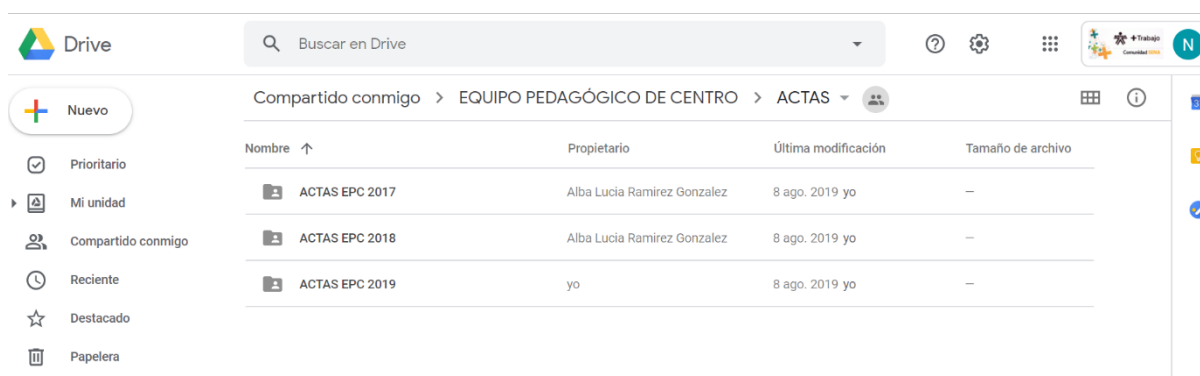 Drive
Buscar en Drive
+Trabajo
Comunidad SENA
N
Nuevo
Prioritario
Mi unidad
Compartido conmigo
Reciente
Destacado
Papelera
Compartido conmigo > EQUIPO PEDAGÓGICO DE CENTRO > ACTAS
Nombre Propietario Última modificación Tamaño de archivo
ACTAS EPC 2017 Alba Lucia Ramirez Gonzalez 8 ago. 2019 yo —
ACTAS EPC 2018 Alba Lucia Ramirez Gonzalez 8 ago. 2019 yo —
ACTAS EPC 2019 yo 8 ago. 2019 yo —